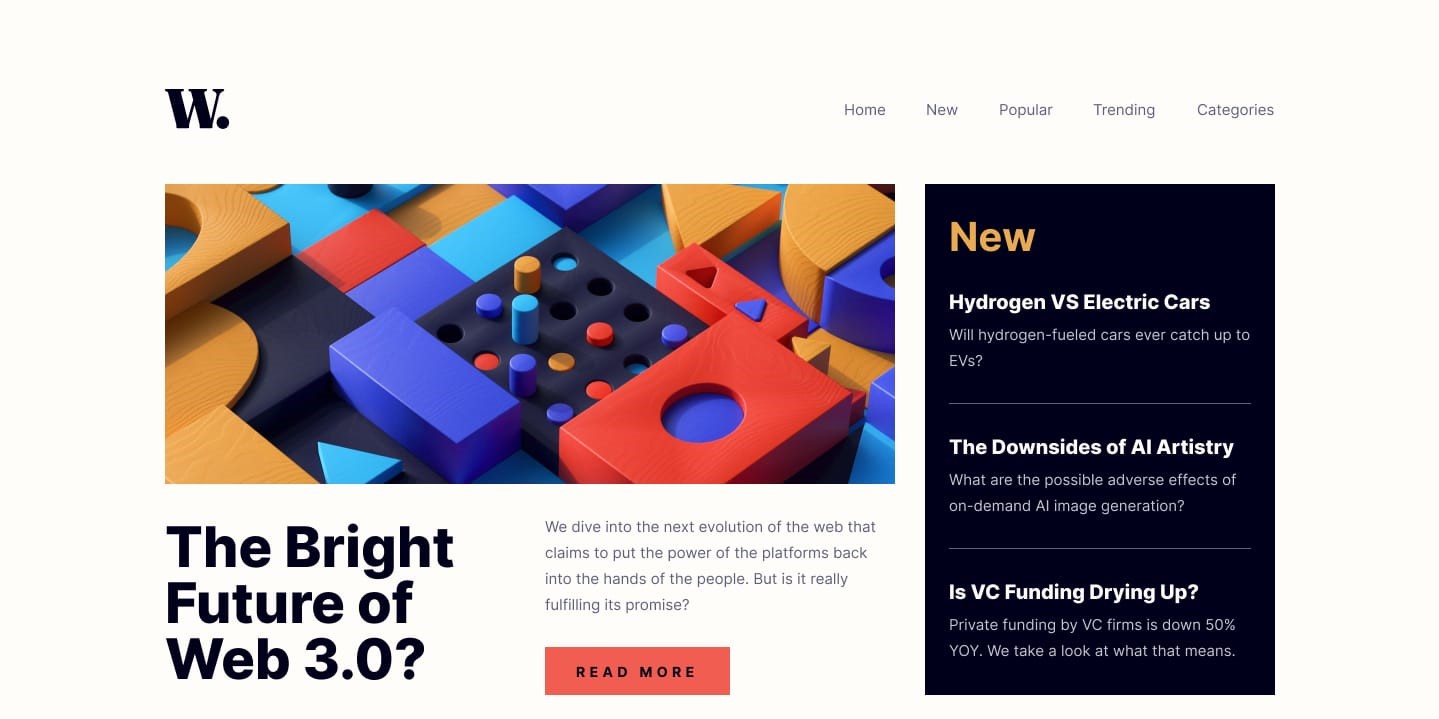 W.
Home
New
Popular
Trending
Categories
The Bright
Future of
Web 3.0?
We dive into the next evolution of the web that
claims to put the power of the platforms back
into the hands of the people. But is it really
fulfilling its promise?
READ MORE
New
Hydrogen VS Electric Cars
Will hydrogen-fueled cars ever catch up to
EVs?
The Downsides of AI Artistry
What are the possible adverse effects of
on-demand AI image generation?
Is VC Funding Drying Up?
Private funding by VC firms is down 50%
YOY. We take a look at what that means.